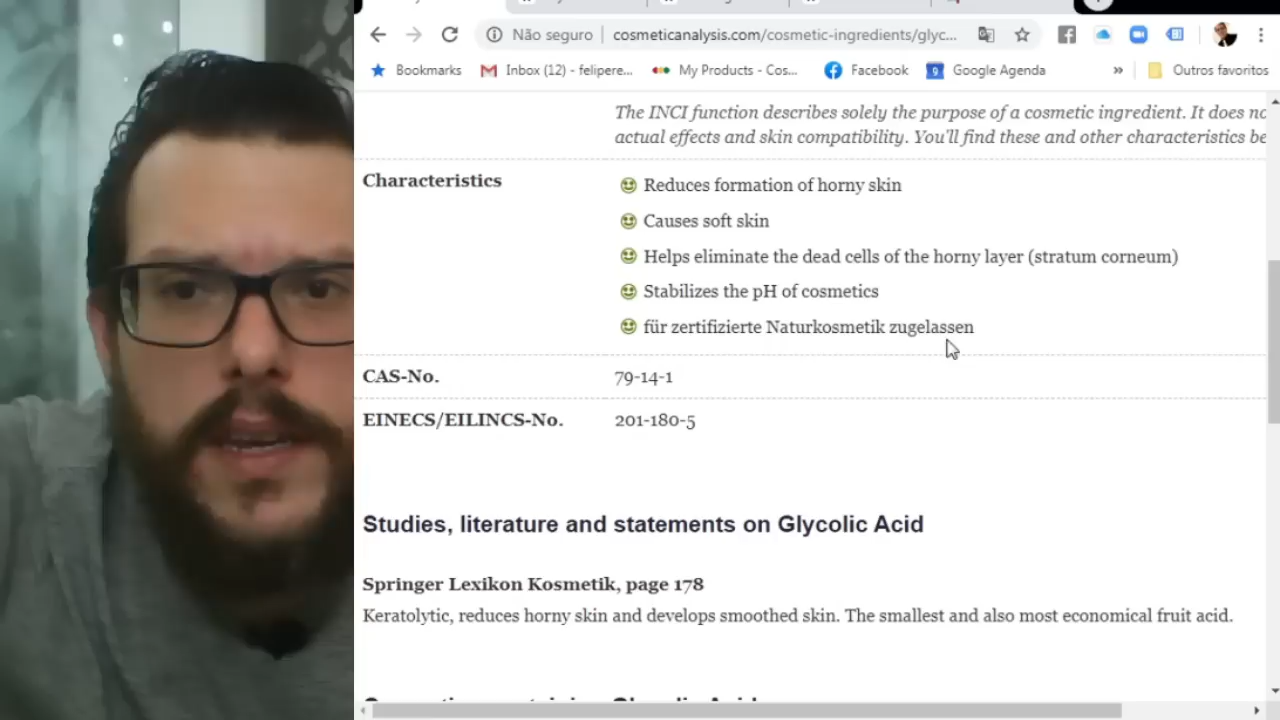 Não seguro | cosmeticanalysis.com/cosmetic-ingredients/glyc...
Bookmarks Inbox (12) - felipere... My Products - Cos... Facebook 9 Google Agenda » Outros favoritos
The INCI function describes solely the purpose of a cosmetic ingredient. It does
actual effects and skin compatibility. You'll find these and other characteristics
Characteristics
Reduces formation of horny skin
Causes soft skin
Helps eliminate the dead cells of the horny layer (stratum corneum)
Stabilizes the pH of cosmetics
für zertifizierte Naturkosmetik zugelassen
CAS-No. 79-14-1
EINECS/EILINCS-No. 201-180-5
Studies, literature and statements on Glycolic Acid
Springer Lexikon Kosmetik, page 178
Keratolytic, reduces horny skin and develops smoothed skin. The smallest and also most economical fruit acid.